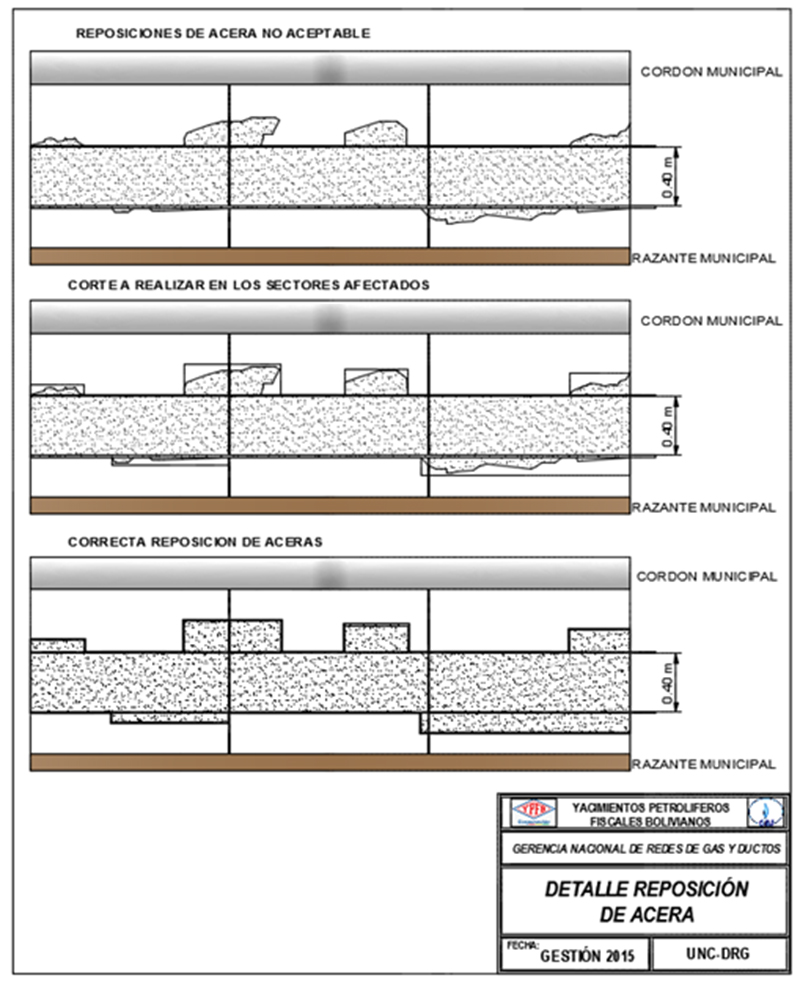 REPOSICIONES DE ACERA NO ACEPTABLE
CORDON MUNICIPAL
0.40 m
RAZANTE MUNICIPAL
CORTE A REALIZAR EN LOS SECTORES AFECTADOS
CORDON MUNICIPAL
0.40 m
RAZANTE MUNICIPAL
CORRECTA REPOSICION DE ACERAS
CORDON MUNICIPAL
0.40 m
RAZANTE MUNICIPAL
YPFB
YACIMIENTOS PETROLIFEROS
FISCALES BOLIVIANOS
GERENCIA NACIONAL DE REDES DE GAS Y DUCTOS
DETALLE REPOSICIÓN
DE ACERA
FECHA:
GESTIÓN 2015
UNC-DRG